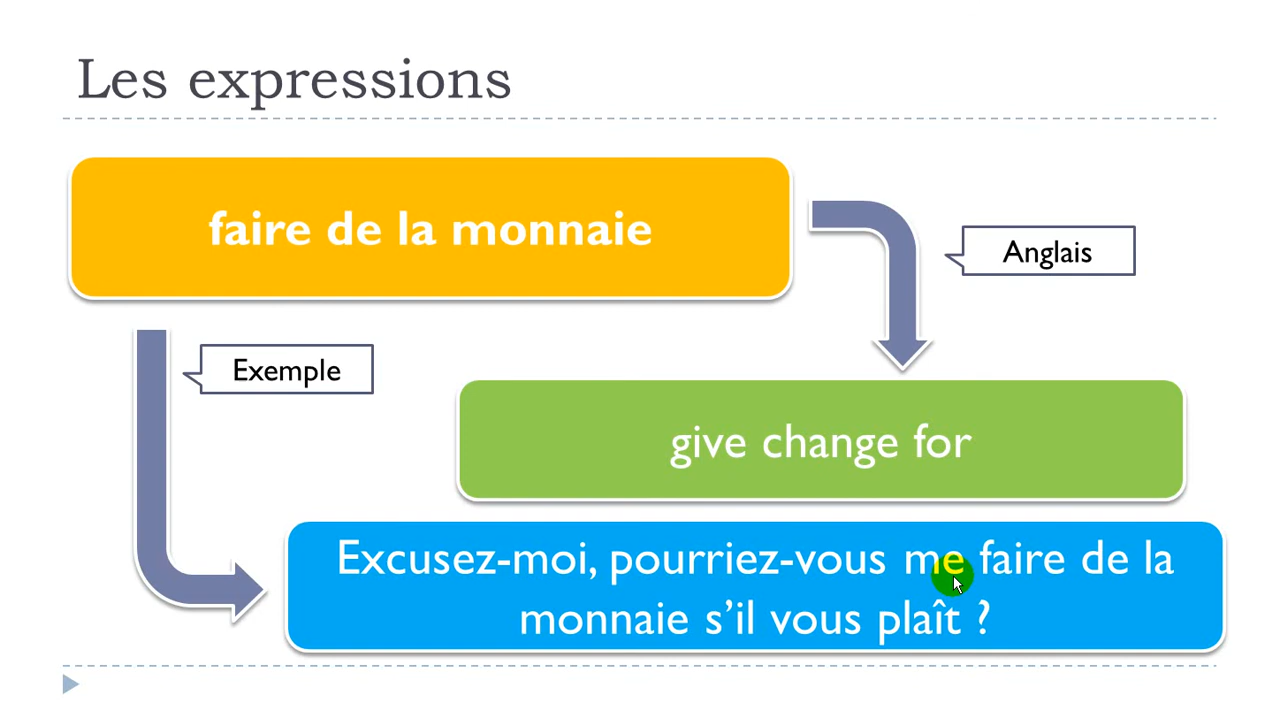 Les expressions
faire de la monnaie
Anglais
Exemple
give change for
Excusez-moi, pourriez-vous me faire de la
monnaie s’il vous plaît ?